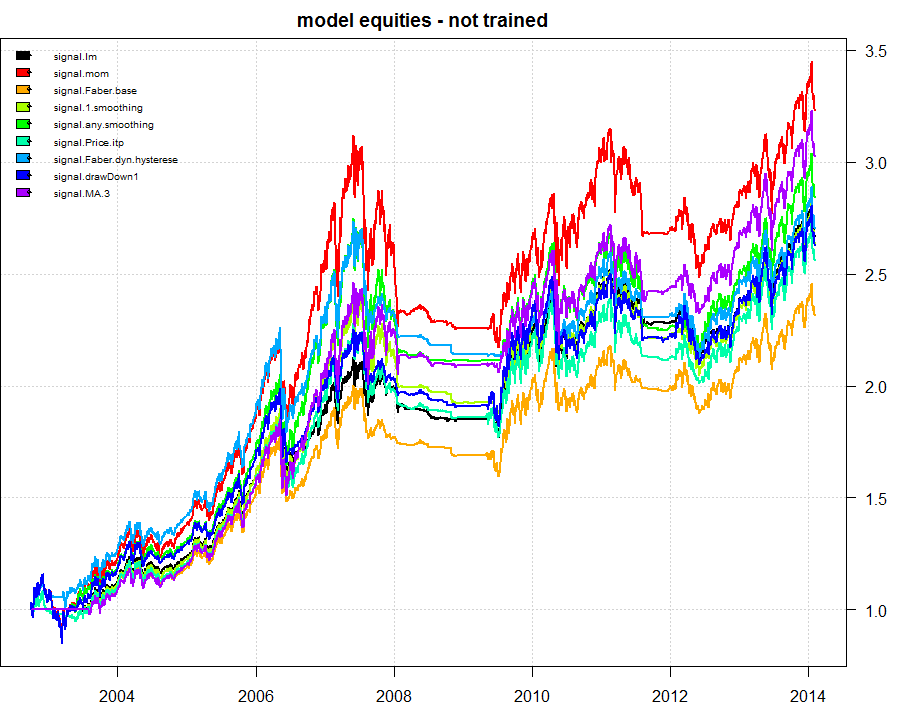 model equities - not trained
signal.lm
signal.mom
signal.Faber.base
signal.1.smoothing
signal.any.smoothing
signal.Price.itp
signal.Faber.dyn.hysterese
signal.drawDown1
signal.MA.3
3.5
3.0
2.5
2.0
1.5
1.0
2004 2006 2008 2010 2012 2014